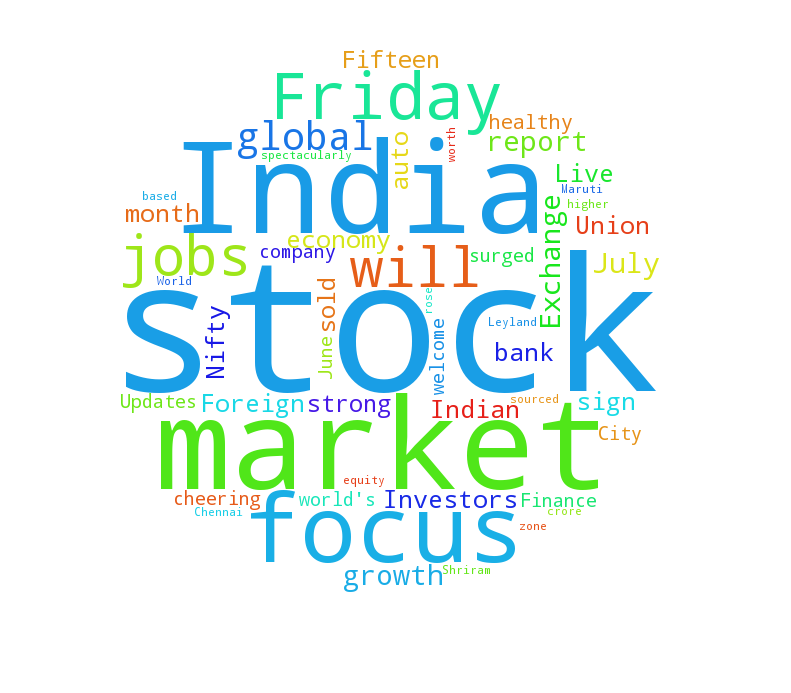 Fifteen
Friday
healthy
global
worth
report
auto
spectacularly
India
Live
Maruti
based
higher
month
Exchange
Union
jobs
economy
company
will
surged
July
World
stock
sold
rose
Nifty
June
welcome
Leyland
bank
Updates
Foreign
strong
Indian
sourced
sign
market
City
equity
cheering
world's
Investors
Finance
Chennai
focus
crore
zone
growth
Shriram